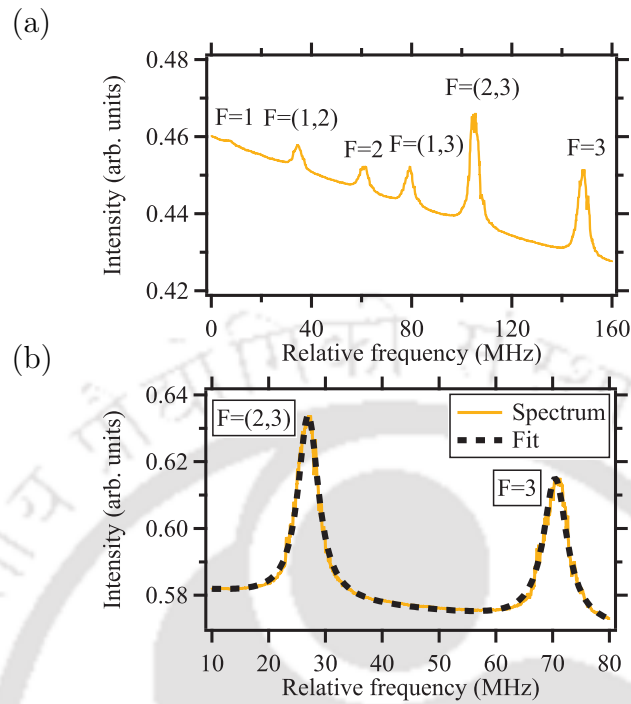 (a)
0.48
0.46
0.44
0.42
Intensity (arb. units)
F=1
F=(1,2)
F=2
F=(1,3)
F=(2,3)
F=3
0 40 80 120 160
Relative frequency (MHz)
(b)
0.64
0.62
0.60
0.58
Intensity (arb. units)
F=(2,3)
F=3
Spectrum
Fit
10 20 30 40 50 60 70 80
Relative frequency (MHz)